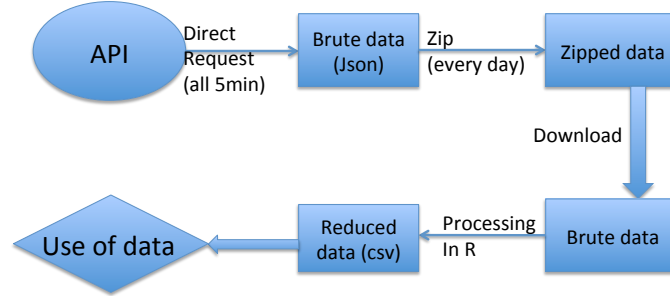 API
Direct
Request
(all 5min)
Brute data
(Json)
Zip
(every day)
Zipped data
Download
Brute data
Processing
In R
Reduced
data (csv)
Use of data